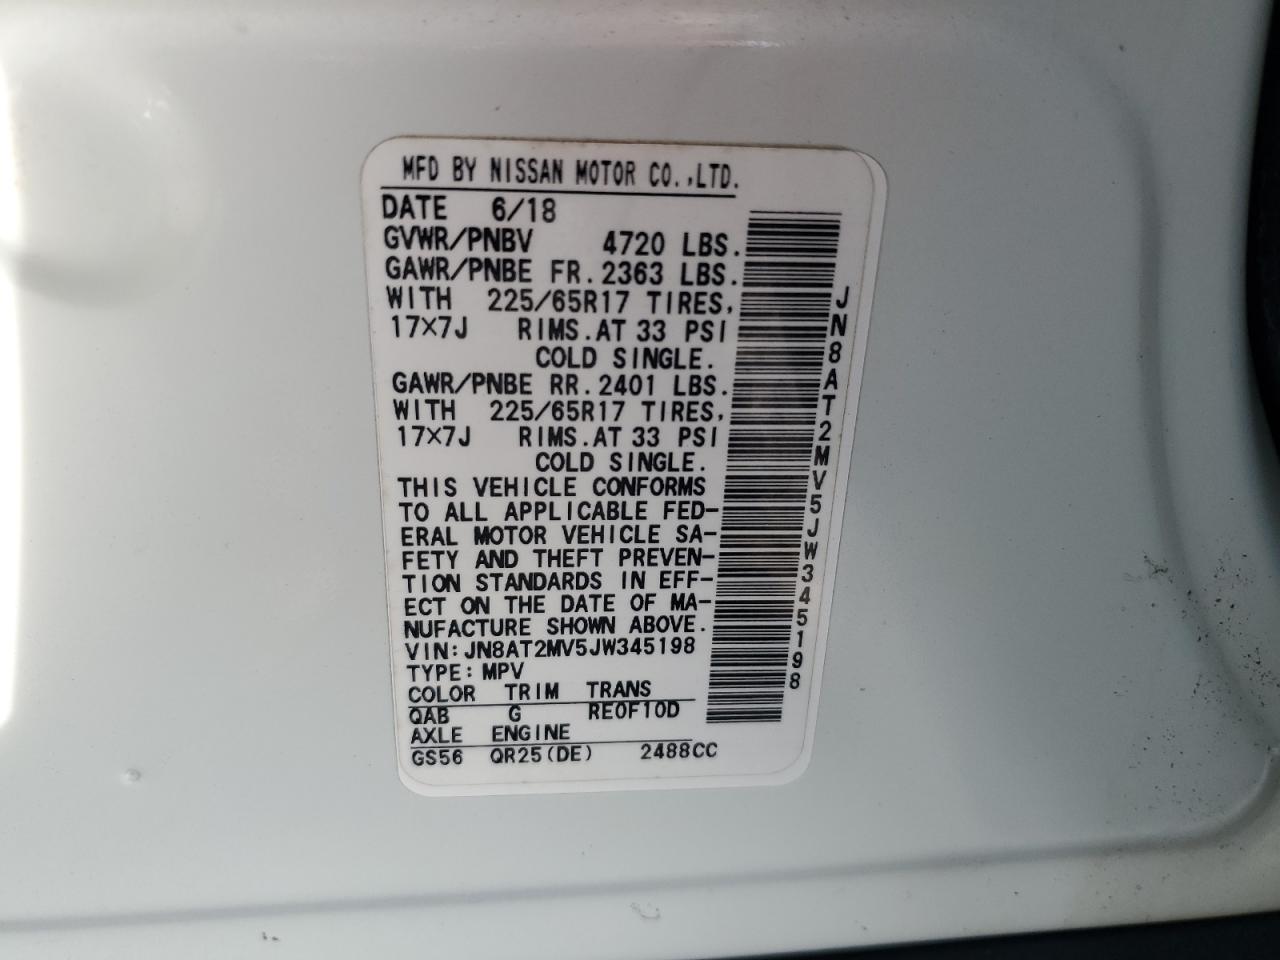 MFD BY NISSAN MOTOR CO.,LTD.
DATE 6/18
GVWR/PNBV 4720 LBS.
GAWR/PNBE FR. 2363 LBS.
WITH 225/65R17 TIRES,
17×7J RIMS. AT 33 PSI
COLD SINGLE.
GAWR/PNBE RR. 2401 LBS.
WITH 225/65R17 TIRES,
17×7J RIMS. AT 33 PSI
COLD SINGLE.
THIS VEHICLE CONFORMS
TO ALL APPLICABLE FED-
ERAL MOTOR VEHICLE SA-
FETY AND THEFT PREVEN-
TION STANDARDS IN EFF-
ECT ON THE DATE OF MA-
NUFACTURE SHOWN ABOVE.
VIN: JN8AT2MV5JW345198
TYPE: MPV
COLOR TRIM TRANS
QAB G RE0F10D
AXLE ENGINE
GS56 QR25(DE) 2488CC
JN8AT2MV5JW345198